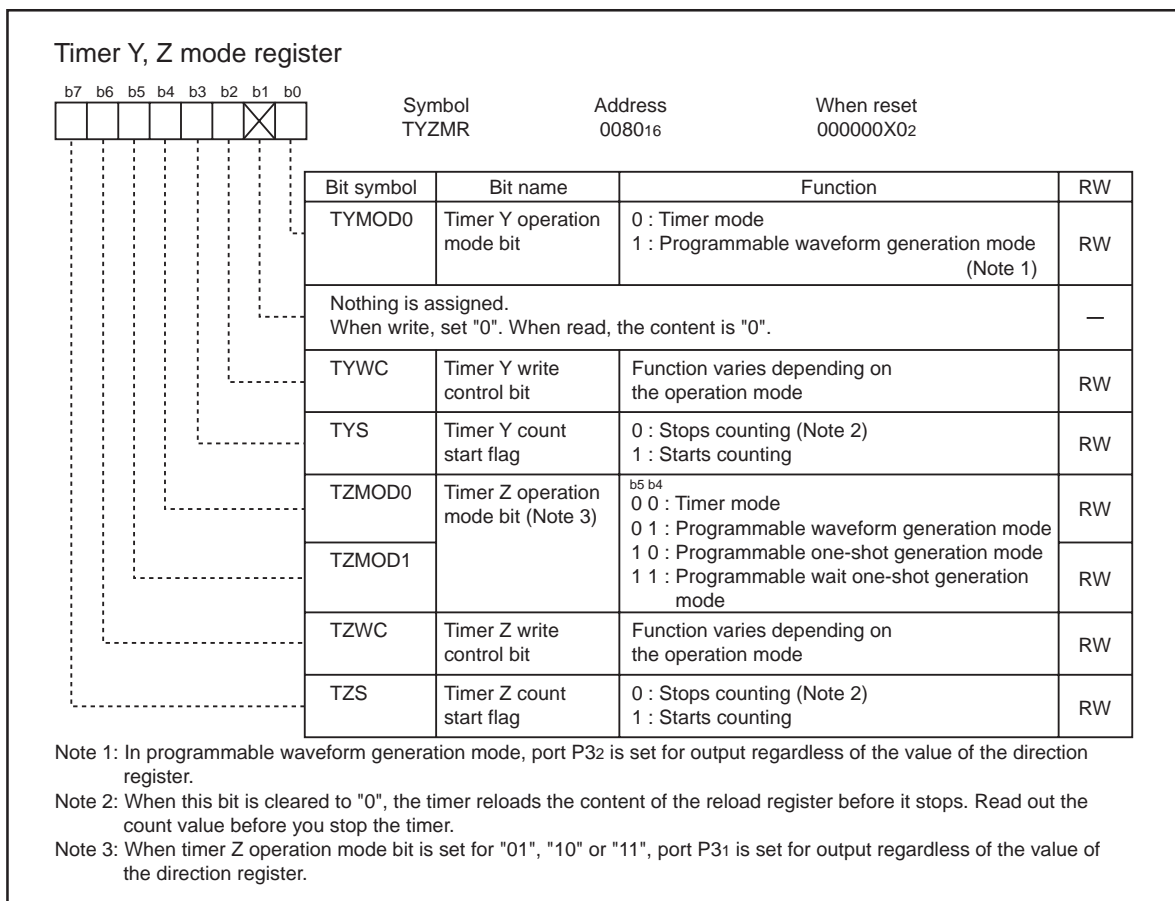 Timer Y, Z mode register
b7 b6 b5 b4 b3 b2 b1 b0
Symbol Address When reset
TYZMR 008016 000000X02
Bit symbol Bit name Function RW
TYMOD0 Timer Y operation mode bit 0 : Timer mode
1 : Programmable waveform generation mode
(Note 1) RW
Nothing is assigned.
When write, set "0". When read, the content is "0". —
TYWC Timer Y write control bit Function varies depending on
the operation mode RW
TYS Timer Y count start flag 0 : Stops counting (Note 2)
1 : Starts counting RW
TZMOD0 Timer Z operation mode bit (Note 3) b5 b4
0 0 : Timer mode RW
0 1 : Programmable waveform generation mode
TZMOD1 1 0 : Programmable one-shot generation mode
1 1 : Programmable wait one-shot generation
mode RW
TZWC Timer Z write control bit Function varies depending on
the operation mode RW
TZS Timer Z count start flag 0 : Stops counting (Note 2)
1 : Starts counting RW
Note 1: In programmable waveform generation mode, port P32 is set for output regardless of the value of the direction
register.
Note 2: When this bit is cleared to "0", the timer reloads the content of the reload register before it stops. Read out the
count value before you stop the timer.
Note 3: When timer Z operation mode bit is set for "01", "10" or "11", port P31 is set for output regardless of the value of
the direction register.